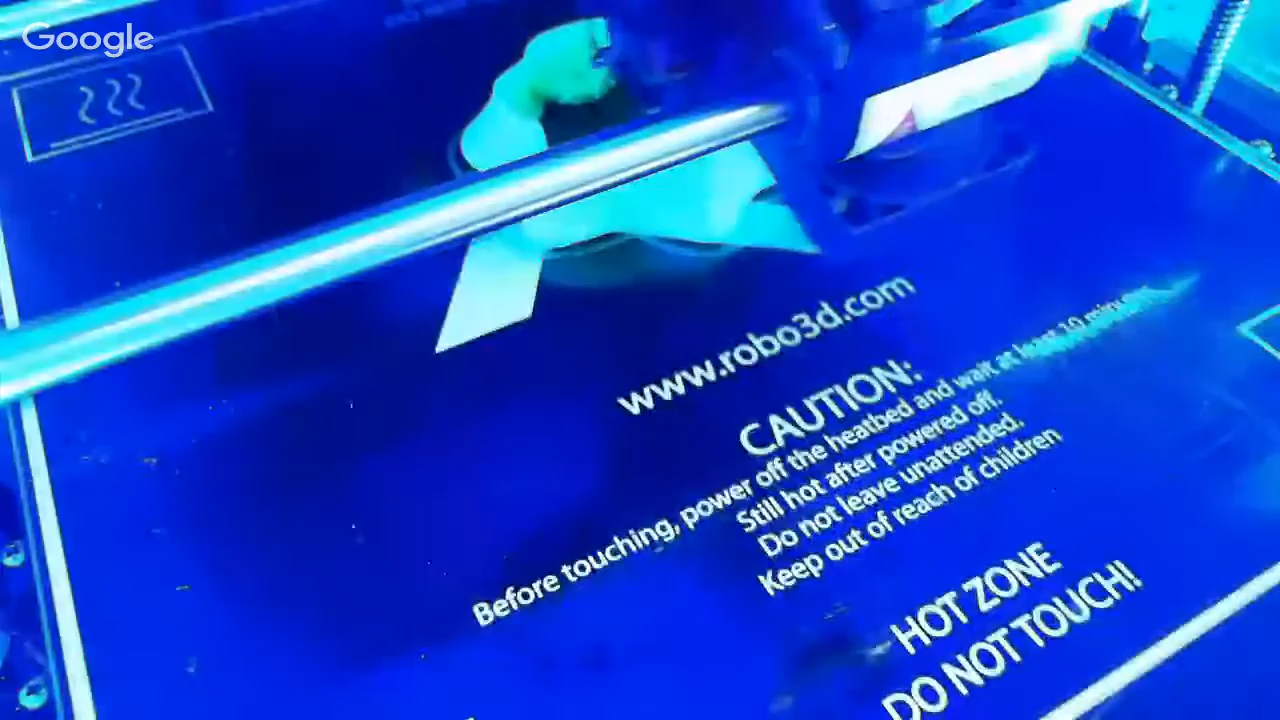 Google
www.robo3d.com
CAUTION:
Before touching, power off the heatbed and wait at least 10 minutes.
Still hot after powered off.
Do not leave unattended.
Keep out of reach of children
HOT ZONE
DO NOT TOUCH!